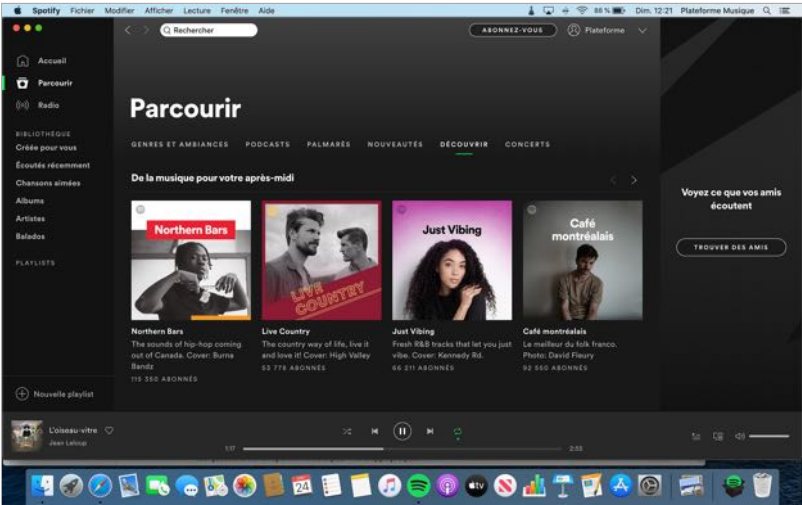 Spotify Fichier Modifier Afficher Lecture Fenêtre Aide 88 % Dim. 12:21 Plateforme Musique
Rechercher
ABONNEZ-VOUS
Plateforme
Accueil
Parcourir
Radio
BIBLIOTHÈQUE
Créée pour vous
Écoutés récemment
Chansons aimées
Albums
Artistes
Balados
PLAYLISTS
Nouvelle playlist
Parcourir
GENRES ET AMBIANCES PODCASTS PALMARÈS NOUVEAUTÉS DÉCOUVRIR CONCERTS
De la musique pour votre après-midi
Northern Bars
Northern Bars
The sounds of hip-hop coming
out of Canada. Cover: Burna
Bandz
115 350 ABONNÉS
LIVE
COUNTRY
Live Country
The country way of life, live it
and love it! Cover: High Valley
53 778 ABONNÉS
Just Vibing
Just Vibing
Fresh R&B tracks that let you just
vibe. Cover: Kennedy Rd.
66 211 ABONNÉS
Café
montréalais
Café montréalais
Le meilleur du folk franco.
Photo: David Fleury
92 550 ABONNÉS
Voyez ce que vos amis
écoutent
TROUVER DES AMIS
L'oiseau-vitre
Jean Leloup
1:17
2:53
24
tv